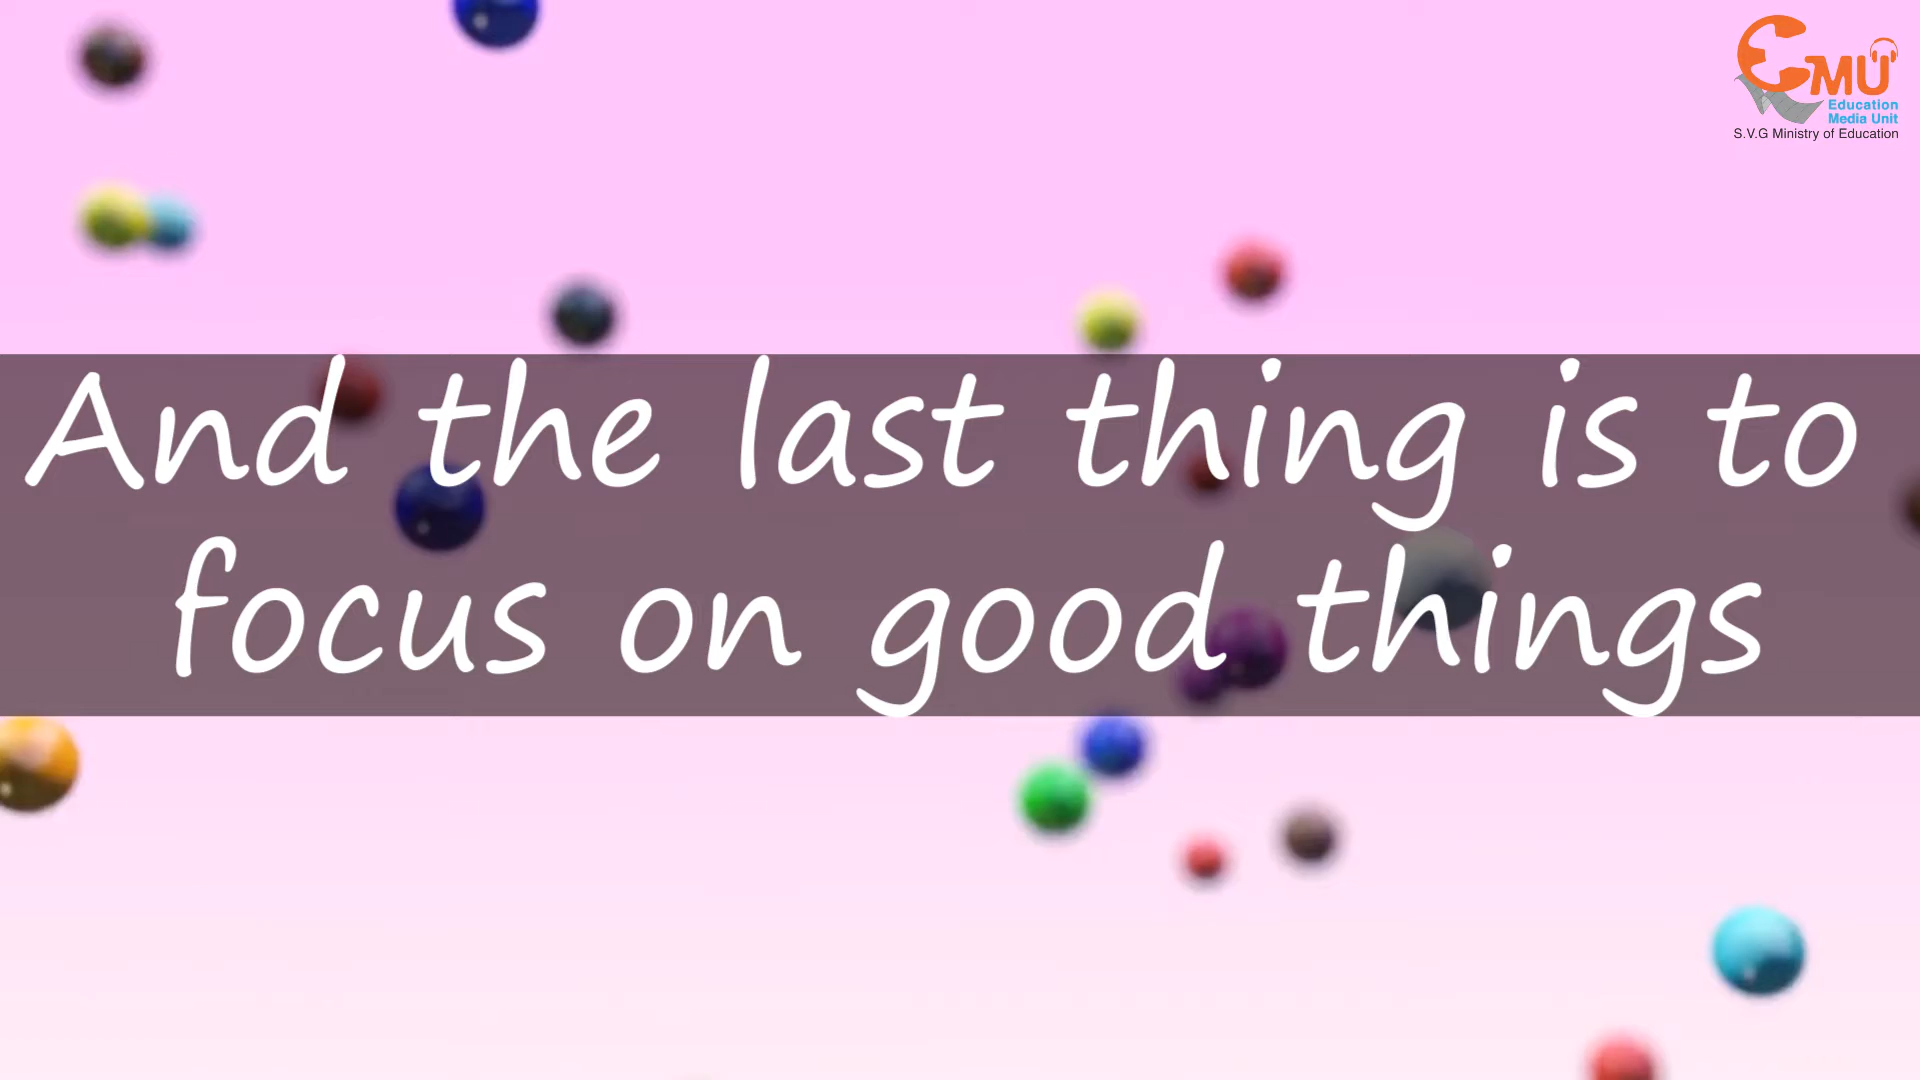 EMU
Education
Media Unit
S.V.G Ministry of Education
And the last thing is to
focus on good things